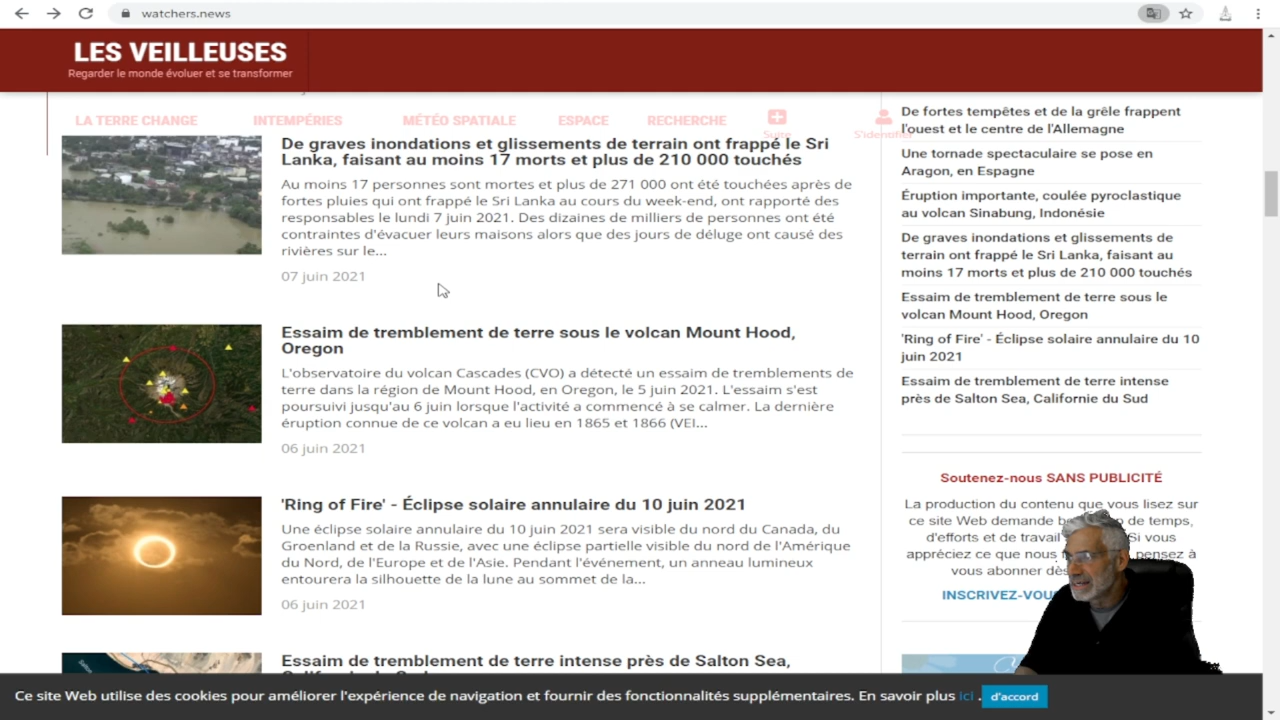 watchers.news
LES VEILLEUSES
Regarder le monde évoluer et se transformer
LA TERRE CHANGE
INTEMPÉRIES
MÉTÉO SPATIALE
ESPACE
RECHERCHE
Suivre
S'identifier
De graves inondations et glissements de terrain ont frappé le Sri
Lanka, faisant au moins 17 morts et plus de 210 000 touchés
Au moins 17 personnes sont mortes et plus de 271 000 ont été touchées après de
fortes pluies qui ont frappé le Sri Lanka au cours du week-end, ont rapporté des
responsables le lundi 7 juin 2021. Des dizaines de milliers de personnes ont été
contraintes d'évacuer leurs maisons alors que des jours de déluge ont causé des
rivières sur le...
07 juin 2021
Essaim de tremblement de terre sous le volcan Mount Hood,
Oregon
L'observatoire du volcan Cascades (CVO) a détecté un essaim de tremblements de
terre dans la région de Mount Hood, en Oregon, le 5 juin 2021. L'essaim s'est
poursuivi jusqu'au 6 juin lorsque l'activité a commencé à se calmer. La dernière
éruption connue de ce volcan a eu lieu en 1865 et 1866 (VEI...
06 juin 2021
'Ring of Fire' - Éclipse solaire annulaire du 10 juin 2021
Une éclipse solaire annulaire du 10 juin 2021 sera visible du nord du Canada, du
Groenland et de la Russie, avec une éclipse partielle visible du nord de l'Amérique
du Nord, de l'Europe et de l'Asie. Pendant l'événement, un anneau lumineux
entourera la silhouette de la lune au sommet de la...
06 juin 2021
Essaim de tremblement de terre intense près de Salton Sea,
De fortes tempêtes et de la grêle frappent
l'ouest et le centre de l'Allemagne
Une tornade spectaculaire se pose en
Aragon, en Espagne
Éruption importante, coulée pyroclastique
au volcan Sinabung, Indonésie
De graves inondations et glissements de
terrain ont frappé le Sri Lanka, faisant au
moins 17 morts et plus de 210 000 touchés
Essaim de tremblement de terre sous le
volcan Mount Hood, Oregon
'Ring of Fire' - Éclipse solaire annulaire du 10
juin 2021
Essaim de tremblement de terre intense
près de Salton Sea, Californie du Sud
Soutenez-nous SANS PUBLICITÉ
La production du contenu que vous lisez sur
ce site Web demande de temps,
d'efforts et de travail Si vous
appréciez ce que nous pensez à
vous abonner
INSCRIVEZ-VOUS
Ce site Web utilise des cookies pour améliorer l'expérience de navigation et fournir des fonctionnalités supplémentaires. En savoir plus ici .
d'accord